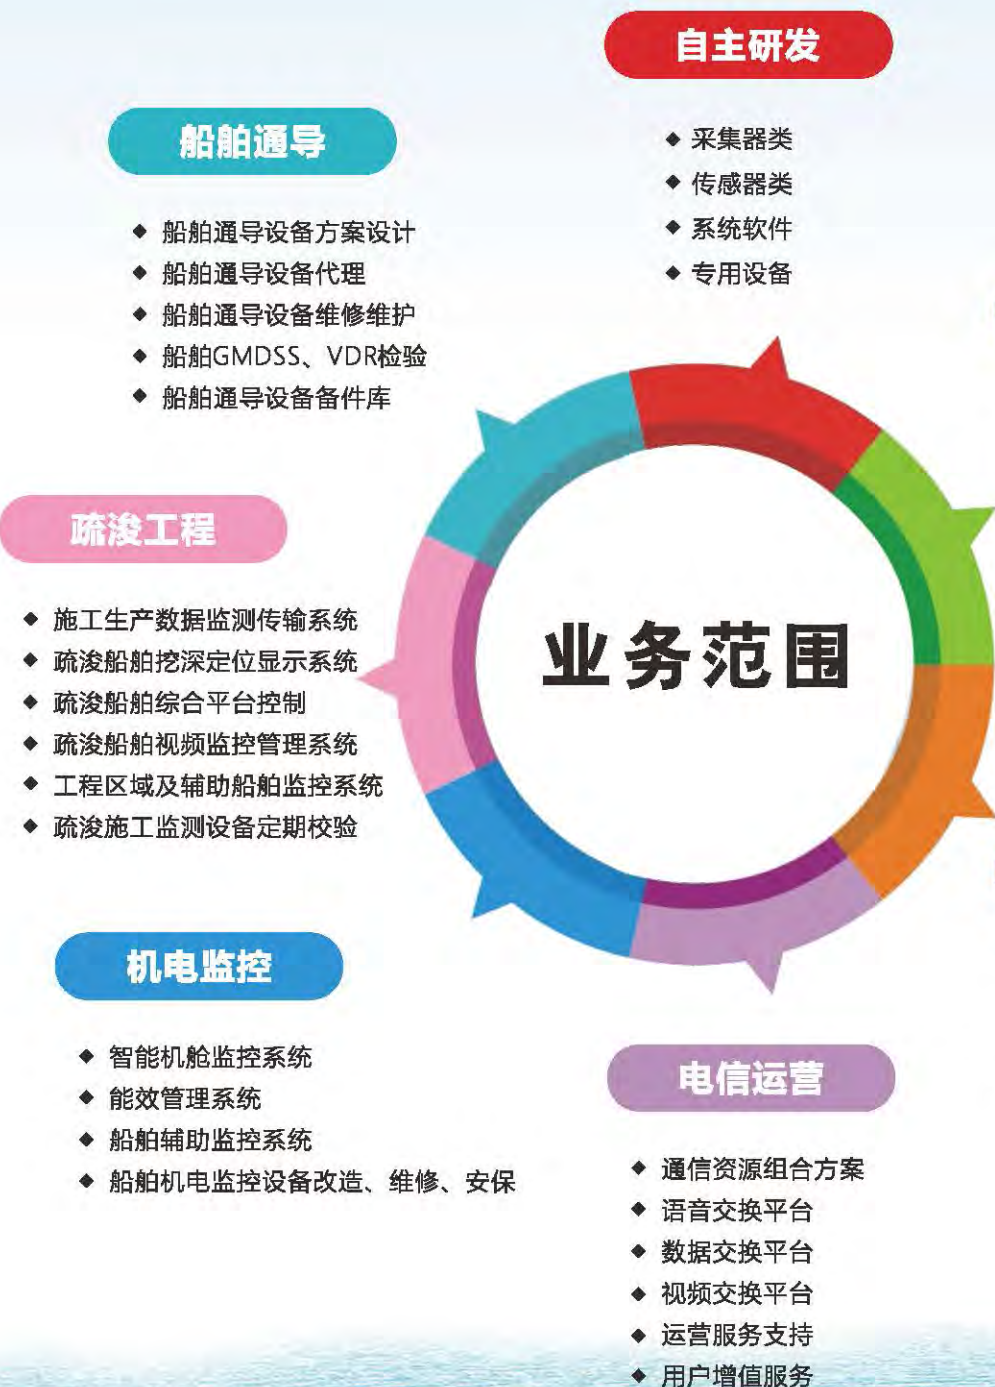 自主研发
◆ 采集器类
◆ 传感器类
◆ 系统软件
◆ 专用设备
船舶通导
◆ 船舶通导设备方案设计
◆ 船舶通导设备代理
◆ 船舶通导设备维修维护
◆ 船舶GMDSS、VDR检验
◆ 船舶通导设备备件库
疏浚工程
◆ 施工生产数据监测传输系统
◆ 疏浚船舶挖深定位显示系统
◆ 疏浚船舶综合平台控制
◆ 疏浚船舶视频监控管理系统
◆ 工程区域及辅助船舶监控系统
◆ 疏浚施工监测设备定期校验
业务范围
机电监控
◆ 智能机舱监控系统
◆ 能效管理系统
◆ 船舶辅助监控系统
◆ 船舶机电监控设备改造、维修、安保
电信运营
◆ 通信资源组合方案
◆ 语音交换平台
◆ 数据交换平台
◆ 视频交换平台
◆ 运营服务支持
◆ 用户增值服务